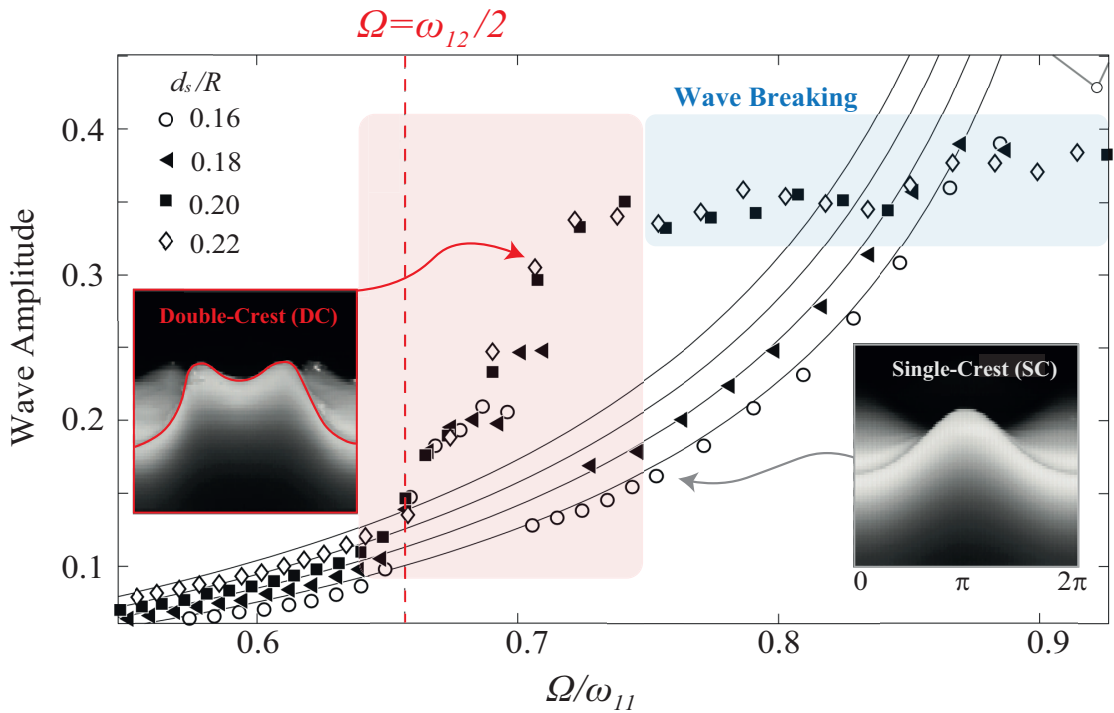 Ω=ω₁₂/2
dₛ/R
0.16
0.18
0.20
0.22
Wave Breaking
Double-Crest (DC)
Single-Crest (SC)
0 π 2π
Wave Amplitude
0.4
0.3
0.2
0.1
0.6 0.7 0.8 0.9
Ω/ω₁₁